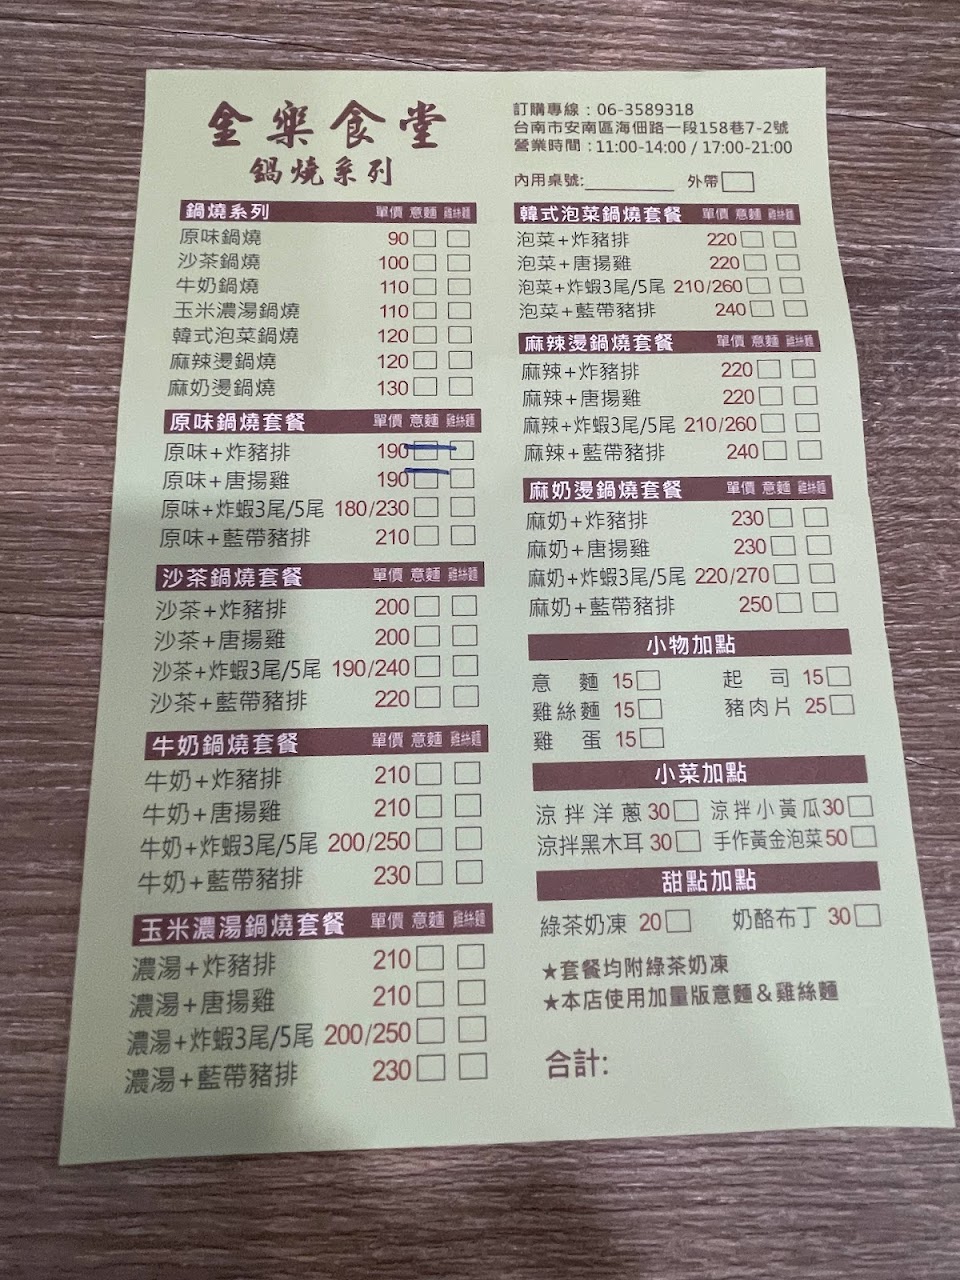 金樂食堂
鍋燒系列
訂購專線：06-3589318
台南市安南區海佃路一段158巷7-2號
營業時間：11:00-14:00 / 17:00-21:00
內用桌號:________ 外帶□
鍋燒系列 單價 意麵 雞絲麵
原味鍋燒 90□ □
沙茶鍋燒 100□ □
牛奶鍋燒 110□ □
玉米濃湯鍋燒 110□ □
韓式泡菜鍋燒 120□ □
麻辣燙鍋燒 120□ □
麻奶燙鍋燒 130□ □
原味鍋燒套餐 單價 意麵 雞絲麵
原味+炸豬排 190□ □
原味+唐揚雞 190□ □
原味+炸蝦3尾/5尾 180/230□ □
原味+藍帶豬排 210□ □
沙茶鍋燒套餐 單價 意麵 雞絲麵
沙茶+炸豬排 200□ □
沙茶+唐揚雞 200□ □
沙茶+炸蝦3尾/5尾 190/240□ □
沙茶+藍帶豬排 220□ □
牛奶鍋燒套餐 單價 意麵 雞絲麵
牛奶+炸豬排 210□ □
牛奶+唐揚雞 210□ □
牛奶+炸蝦3尾/5尾 200/250□ □
牛奶+藍帶豬排 230□ □
玉米濃湯鍋燒套餐 單價 意麵 雞絲麵
濃湯+炸豬排 210□ □
濃湯+唐揚雞 210□ □
濃湯+炸蝦3尾/5尾 200/250□ □
濃湯+藍帶豬排 230□ □
韓式泡菜鍋燒套餐 單價 意麵 雞絲麵
泡菜+炸豬排 220□ □
泡菜+唐揚雞 220□ □
泡菜+炸蝦3尾/5尾 210/260□ □
泡菜+藍帶豬排 240□ □
麻辣燙鍋燒套餐 單價 意麵 雞絲麵
麻辣+炸豬排 220□ □
麻辣+唐揚雞 220□ □
麻辣+炸蝦3尾/5尾 210/260□ □
麻辣+藍帶豬排 240□ □
麻奶燙鍋燒套餐 單價 意麵 雞絲麵
麻奶+炸豬排 230□ □
麻奶+唐揚雞 230□ □
麻奶+炸蝦3尾/5尾 220/270□ □
麻奶+藍帶豬排 250□ □
小物加點
意麵 15□ 起司 15□
雞絲麵 15□ 豬肉片 25□
雞蛋 15□
小菜加點
涼拌洋蔥 30□ 涼拌小黃瓜 30□
涼拌黑木耳 30□ 手作黃金泡菜 50□
甜點加點
綠茶奶凍 20□ 奶酪布丁 30□
★套餐均附綠茶奶凍
★本店使用加量版意麵＆雞絲麵
合計: